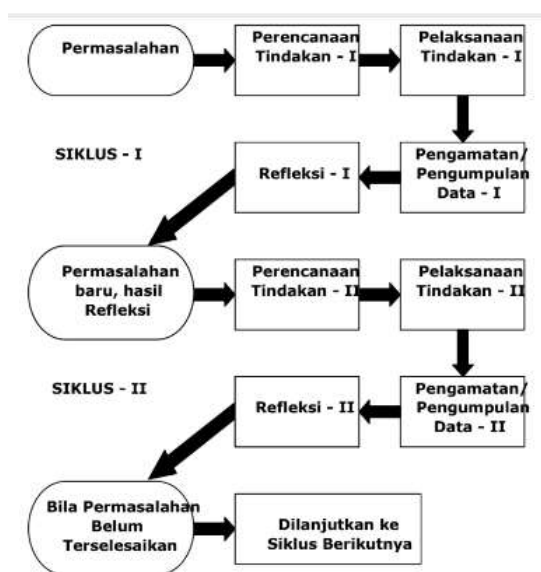 Permasalahan
Perencanaan
Tindakan - I
Pelaksanaan
Tindakan - I
SIKLUS - I
Refleksi - I
Pengamatan/
Pengumpulan
Data - I
Permasalahan
baru, hasil
Refleksi
Perencanaan
Tindakan - II
Pelaksanaan
Tindakan - II
SIKLUS - II
Refleksi - II
Pengamatan/
Pengumpulan
Data - II
Bila Permasalahan
Belum
Terselesaikan
Dilanjutkan ke
Siklus Berikutnya